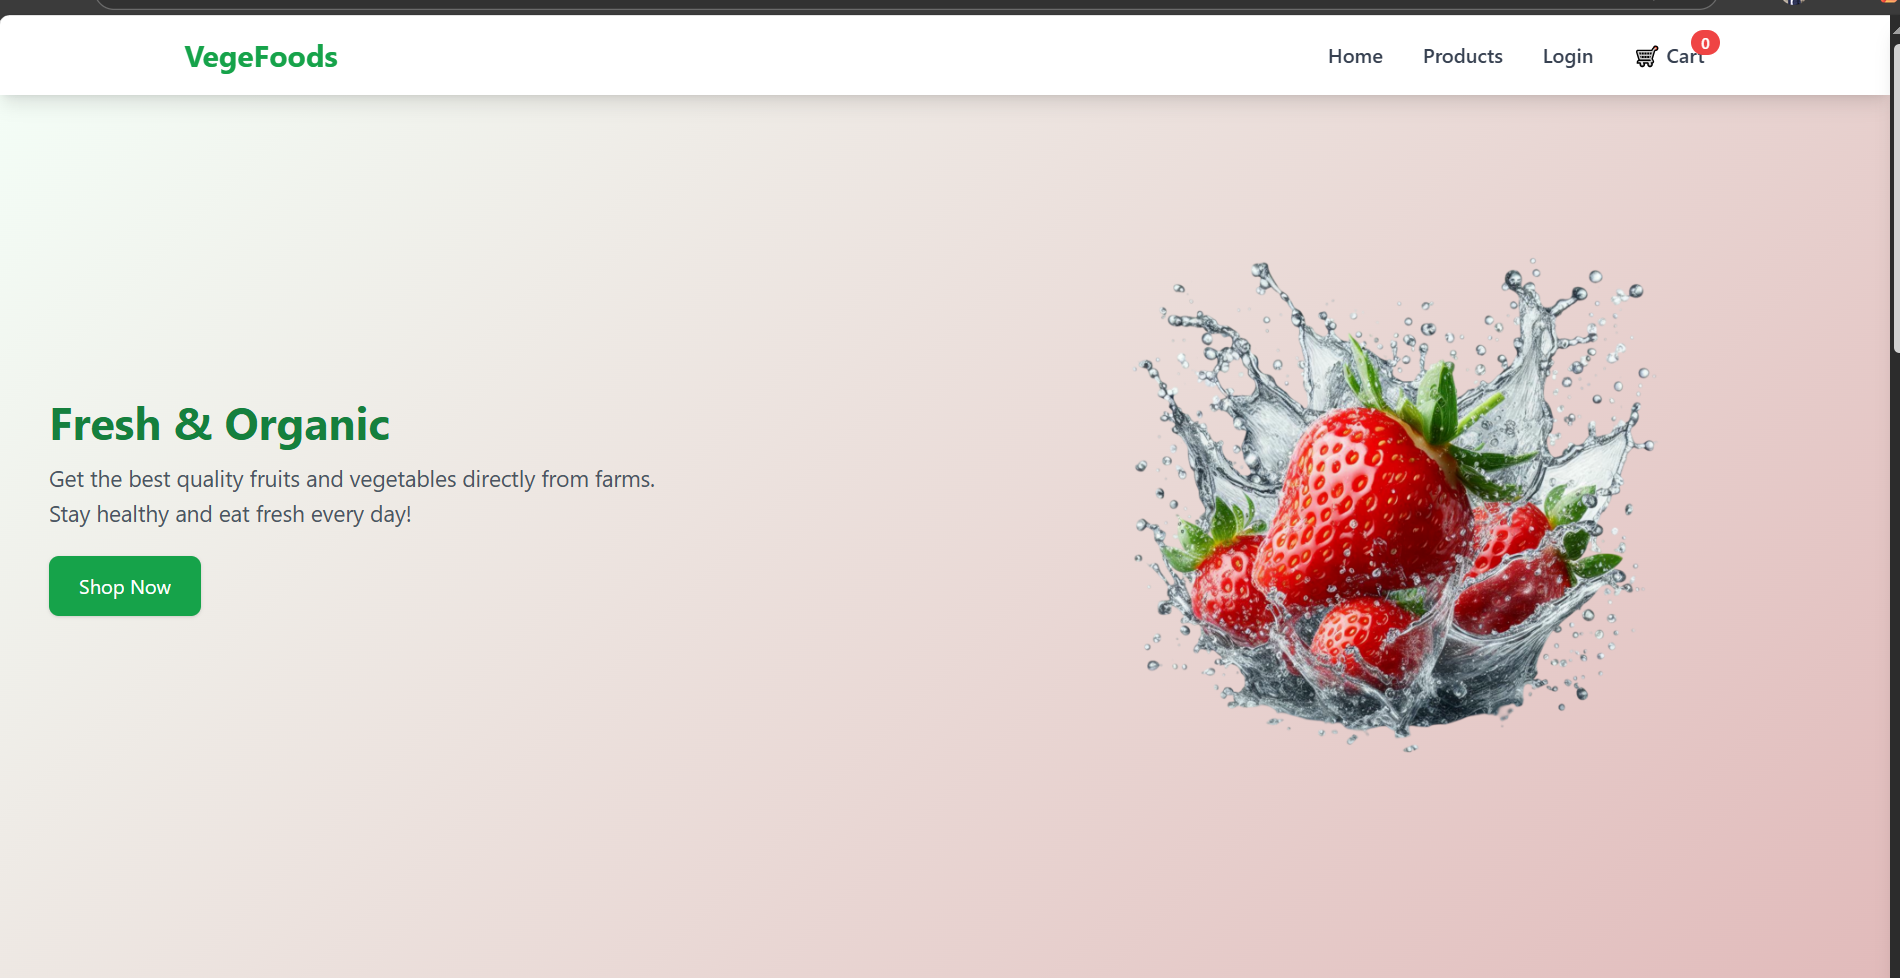 VegeFoods
Home Products Login Cart 0
Fresh & Organic
Get the best quality fruits and vegetables directly from farms.
Stay healthy and eat fresh every day!
Shop Now